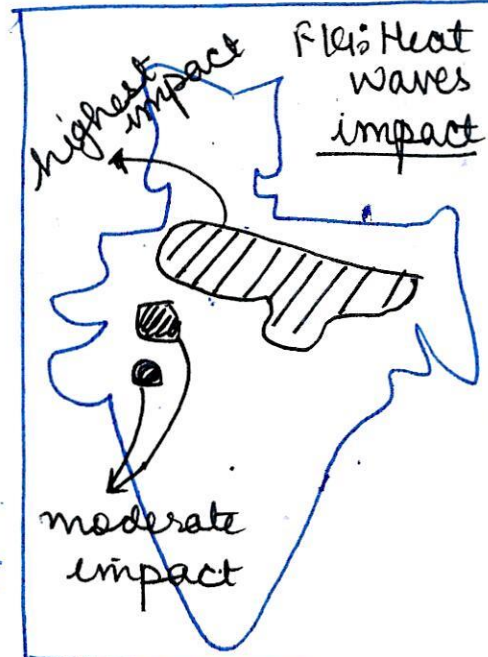 FIG: Heat
waves
impact
highest
impact
moderate
impact